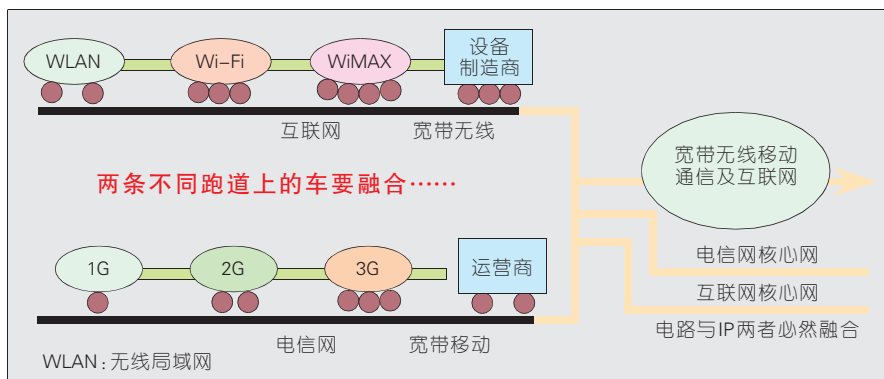 WLAN
Wi-Fi
WiMAX
设备
制造商
互联网
宽带无线
两条不同跑道上的车要融合……
宽带无线移动
通信及互联网
1G
2G
3G
运营商
电信网核心网
互联网核心网
电路与IP两者必然融合
电信网
宽带移动
WLAN:无线局域网